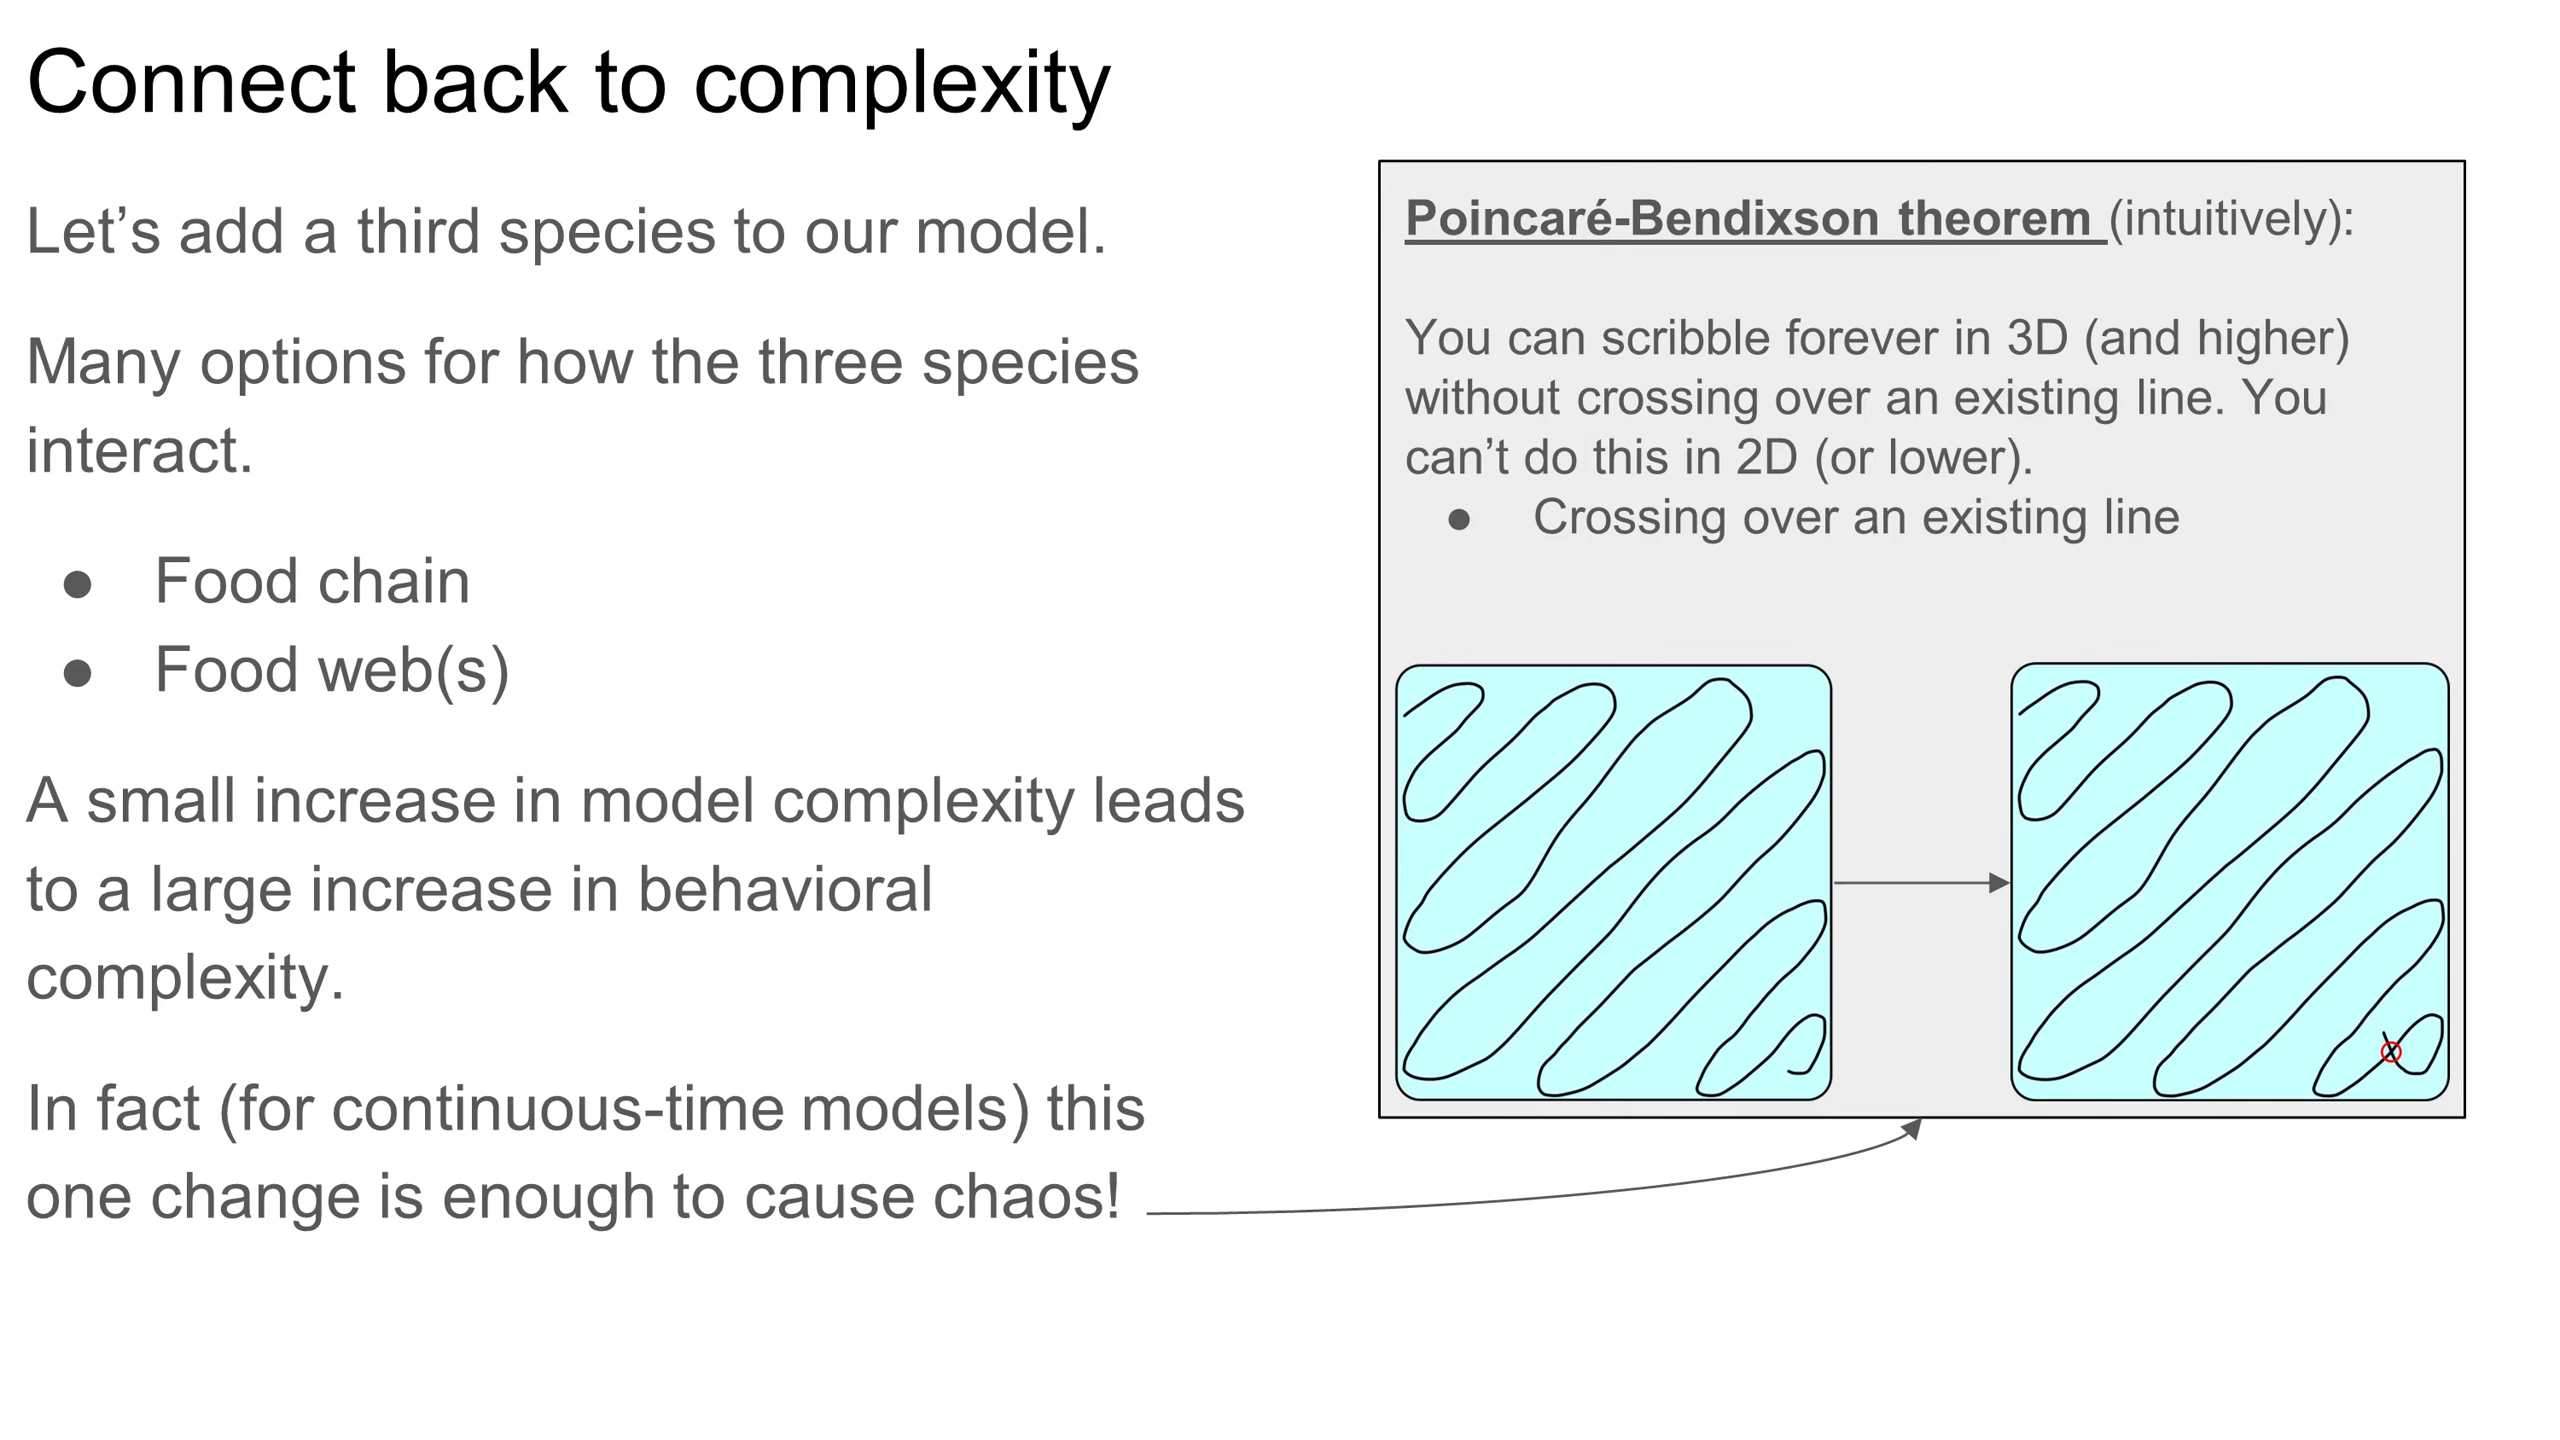 Connect back to complexity
Let’s add a third species to our model.
Many options for how the three species
interact.
● Food chain
● Food web(s)
A small increase in model complexity leads
to a large increase in behavioral
complexity.
In fact (for continuous-time models) this
one change is enough to cause chaos!
Poincaré-Bendixson theorem (intuitively):
You can scribble forever in 3D (and higher)
without crossing over an existing line. You
can’t do this in 2D (or lower).
● Crossing over an existing line